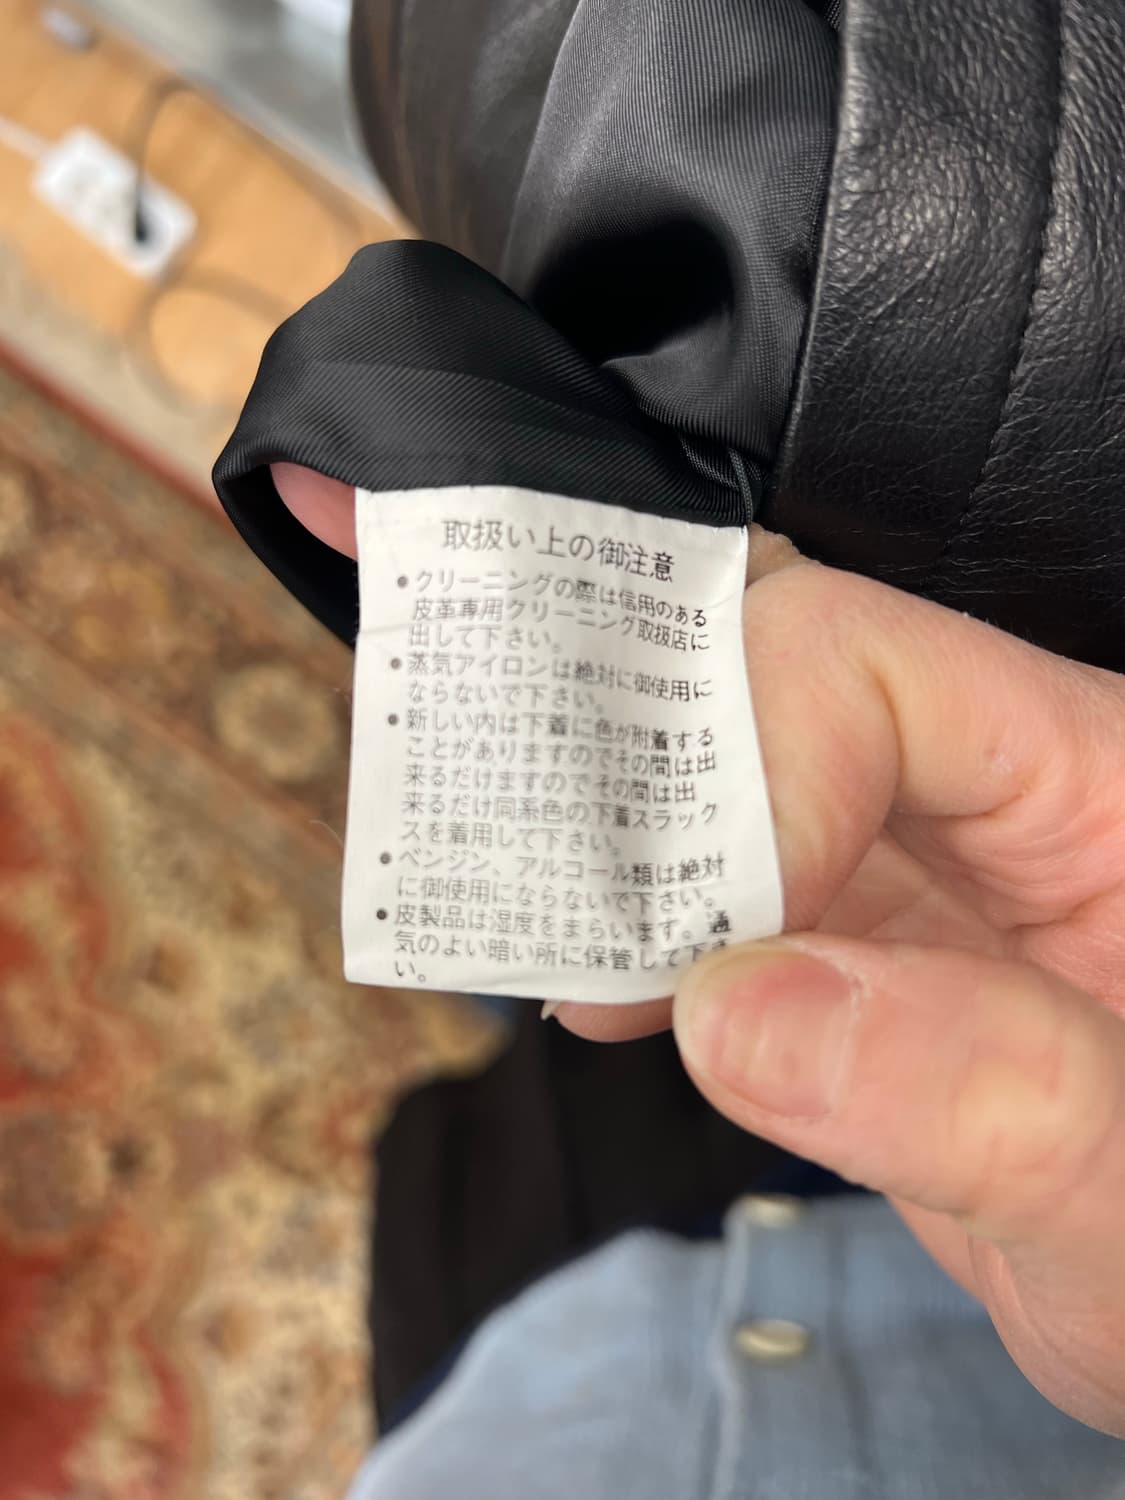 取扱い上の御注意
●クリーニングの際は信用のある
皮革専用クリーニング取扱店に
出して下さい。
●蒸気アイロンは絶対に御使用に
ならないで下さい。
●新しい内は下着に色が附着する
ことがありますのでその間は出
来るだけますのでその間は出
来るだけ同系色の下着スラック
スを着用して下さい。
●ベンジン、アルコール類は絶対
に御使用にならないで下さい。
●皮製品は湿度をまらいます。通
気のよい暗い所に保管して下さ
い。